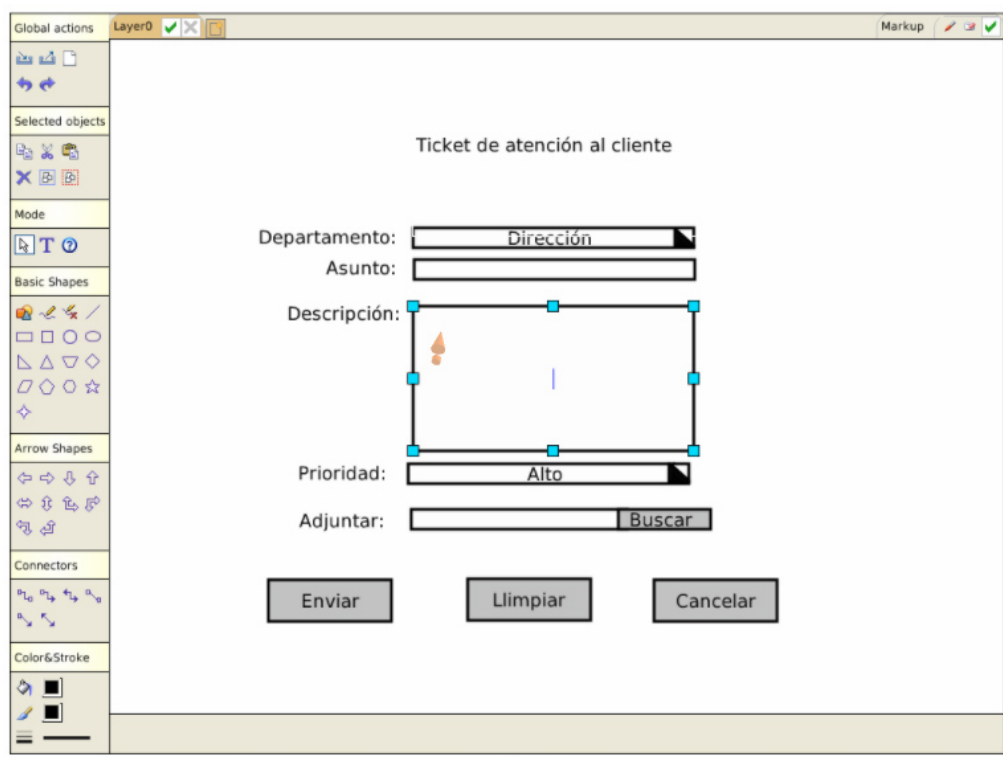 Global actions
Layer0
Markup
Selected objects
Mode
T
Basic Shapes
Arrow Shapes
Connectors
Color&Stroke
Ticket de atención al cliente
Departamento: Dirección
Asunto:
Descripción:
Prioridad: Alto
Adjuntar: Buscar
Enviar Llimpiar Cancelar